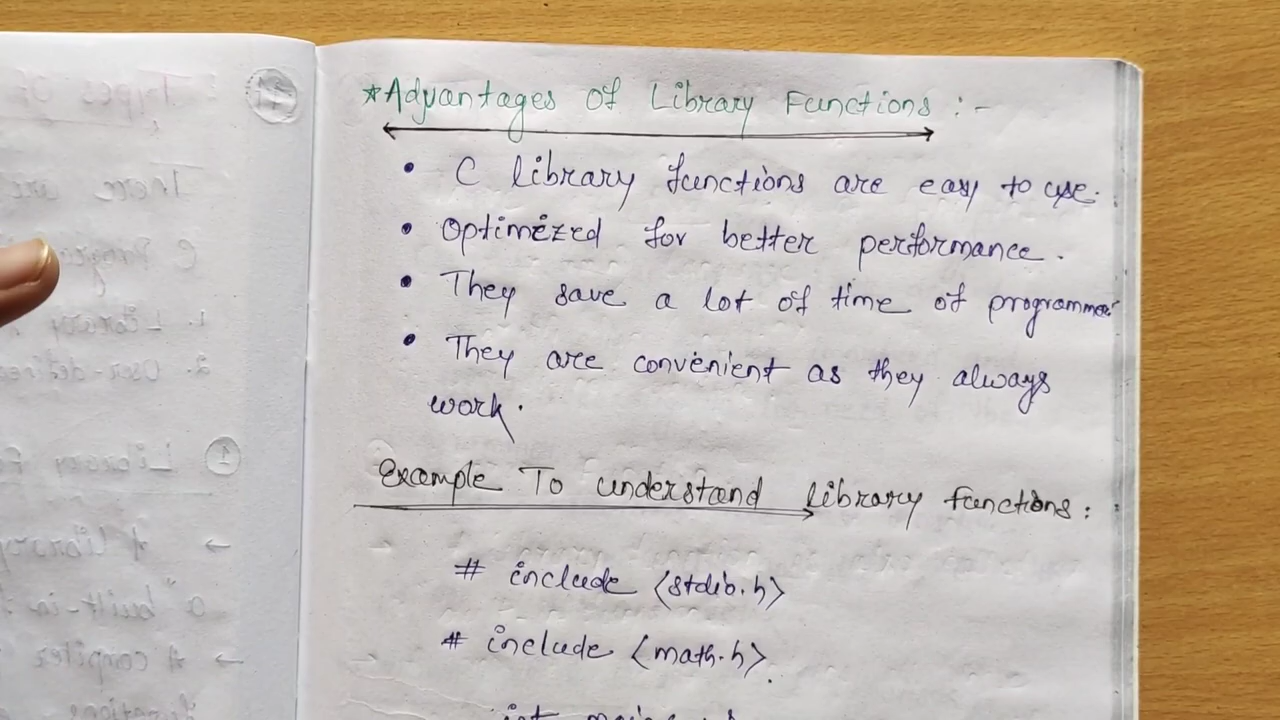 *Advantages Of Library Functions :-
• C library functions are easy to use.
• Optimized for better performance.
• They save a lot of time of programmer
• They are convenient as they always
work.
Example To understand library functions:
# include <stdib.h>
# include <math.h>